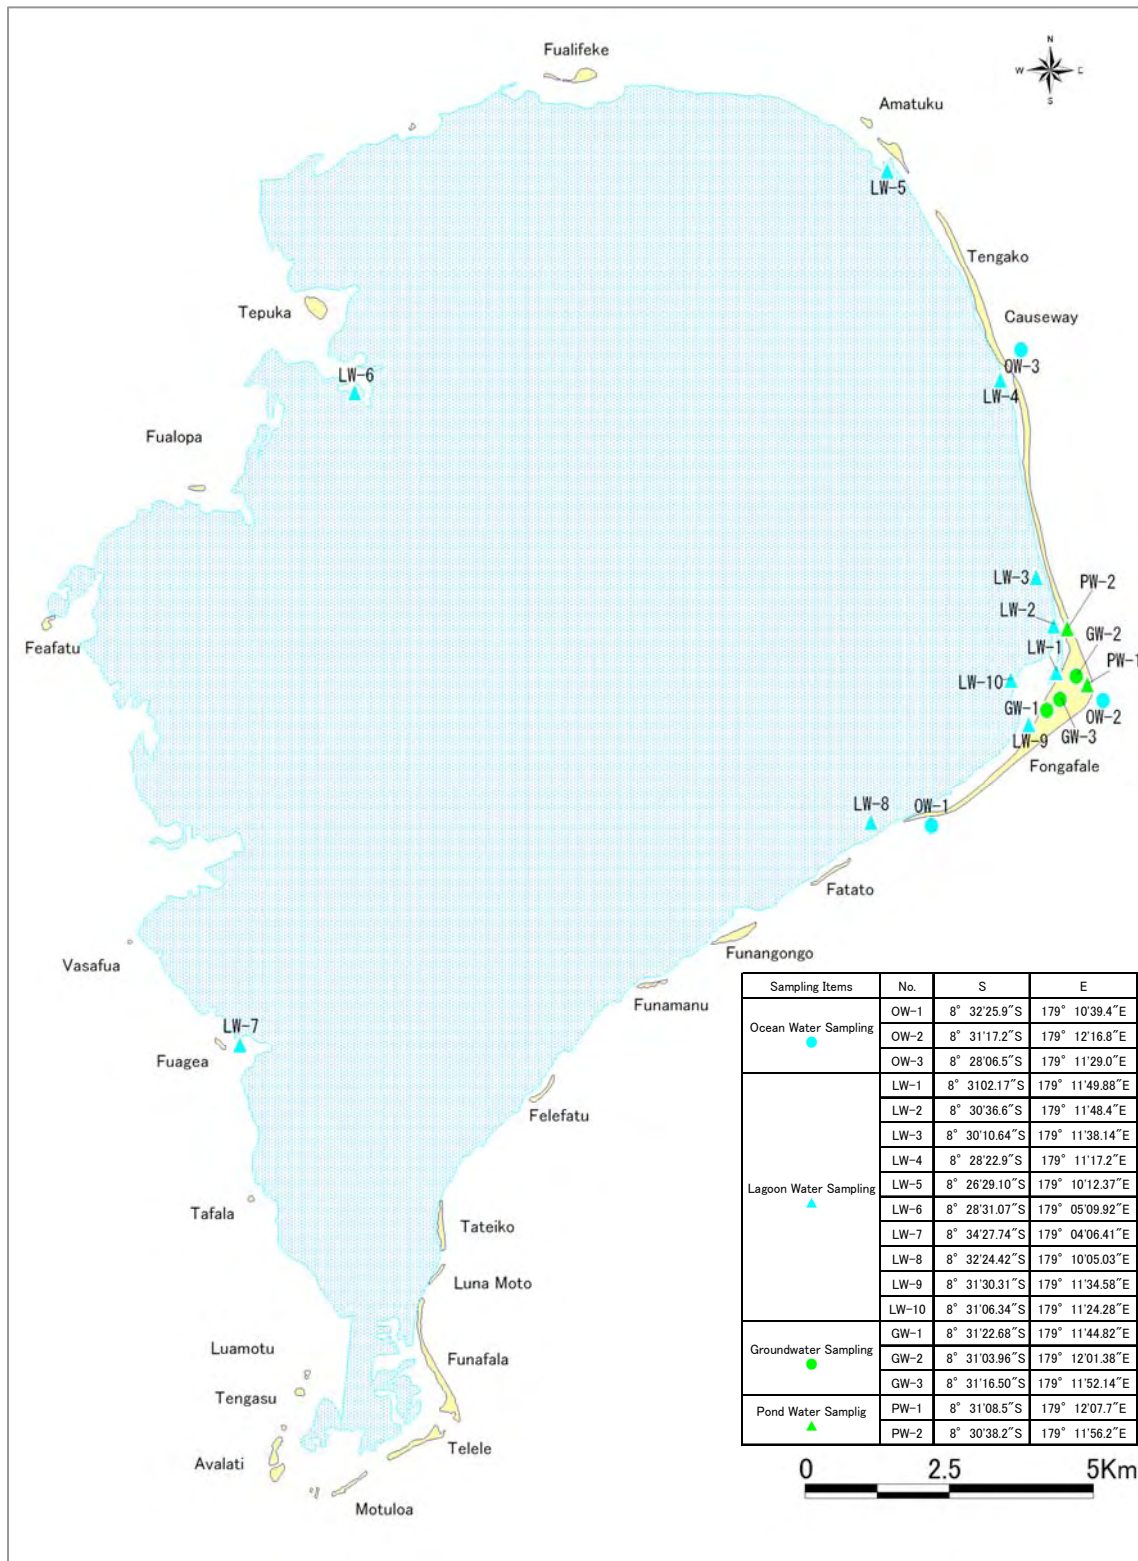 Fualifeke
N
W
E
S
Amatuku
LW-5
Tengako
Causeway
Tepuka
OW-3
LW-6
LW-4
Fualopa
LW-3
PW-2
LW-2
GW-2
Feafatu
LW-1
PW-1
LW-10
GW-1
OW-2
LW-9
GW-3
Fongafale
LW-8
OW-1
Fatato
Funangongo
Vasafua
Funamanu
LW-7
Fuagea
Felefatu
Tafala
Tateiko
Luna Moto
Luamotu
Funafala
Tengasu
Telele
Avalati
Motuloa
Sampling Items No. S E
Ocean Water Sampling
OW-1 8° 32'25.9"S 179° 10'39.4"E
OW-2 8° 31'17.2"S 179° 12'16.8"E
OW-3 8° 28'06.5"S 179° 11'29.0"E
Lagoon Water Sampling
LW-1 8° 3102.17"S 179° 11'49.88"E
LW-2 8° 30'36.6"S 179° 11'48.4"E
LW-3 8° 30'10.64"S 179° 11'38.14"E
LW-4 8° 28'22.9"S 179° 11'17.2"E
LW-5 8° 26'29.10"S 179° 10'12.37"E
LW-6 8° 28'31.07"S 179° 05'09.92"E
LW-7 8° 34'27.74"S 179° 04'06.41"E
LW-8 8° 32'24.42"S 179° 10'05.03"E
LW-9 8° 31'30.31"S 179° 11'34.58"E
LW-10 8° 31'06.34"S 179° 11'24.28"E
Groundwater Sampling
GW-1 8° 31'22.68"S 179° 11'44.82"E
GW-2 8° 31'03.96"S 179° 12'01.38"E
GW-3 8° 31'16.50"S 179° 11'52.14"E
Pond Water Samplig
PW-1 8° 31'08.5"S 179° 12'07.7"E
PW-2 8° 30'38.2"S 179° 11'56.2"E
0 2.5 5Km